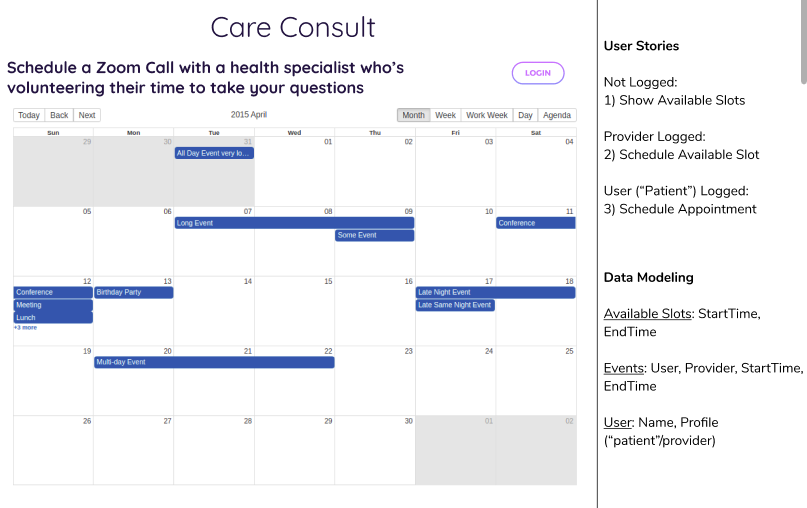 Care Consult
Schedule a Zoom Call with a health specialist who's
volunteering their time to take your questions
LOGIN
Today Back Next
2015 April
Month Week Work Week Day Agenda
Sun Mon Tue Wed Thu Fri Sat
29 30 31 01 02 03 04
All Day Event very lo...
05 06 07 08 09 10 11
Long Event Conference
Some Event
12 13 14 15 16 17 18
Conference Birthday Party Late Night Event
Meeting Late Same Night Event
Lunch
+3 more
19 20 21 22 23 24 25
Multi-day Event
26 27 28 29 30 01 02
User Stories
Not Logged:
1) Show Available Slots
Provider Logged:
2) Schedule Available Slot
User (“Patient”) Logged:
3) Schedule Appointment
Data Modeling
Available Slots: StartTime,
EndTime
Events: User, Provider, StartTime,
EndTime
User: Name, Profile
(“patient”/provider)